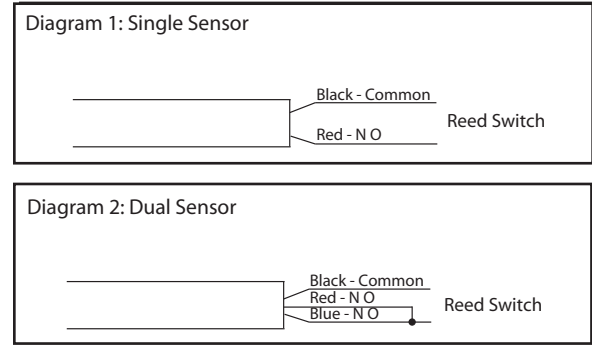 Diagram 1: Single Sensor
Black - Common
Reed Switch
Red - N O
Diagram 2: Dual Sensor
Black - Common
Red - N O
Reed Switch
Blue - N O